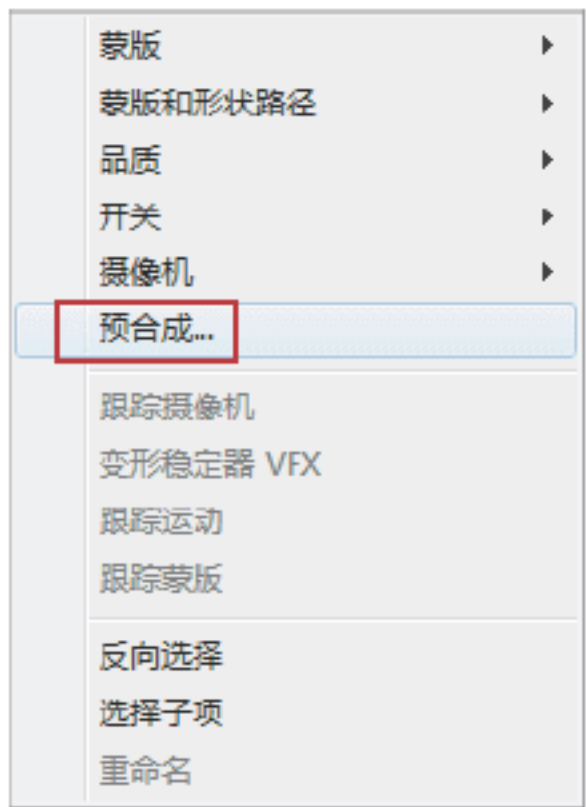 蒙版
蒙版和形状路径
品质
开关
摄像机
预合成...
跟踪摄像机
变形稳定器 VFX
跟踪运动
跟踪蒙版
反向选择
选择子项
重命名